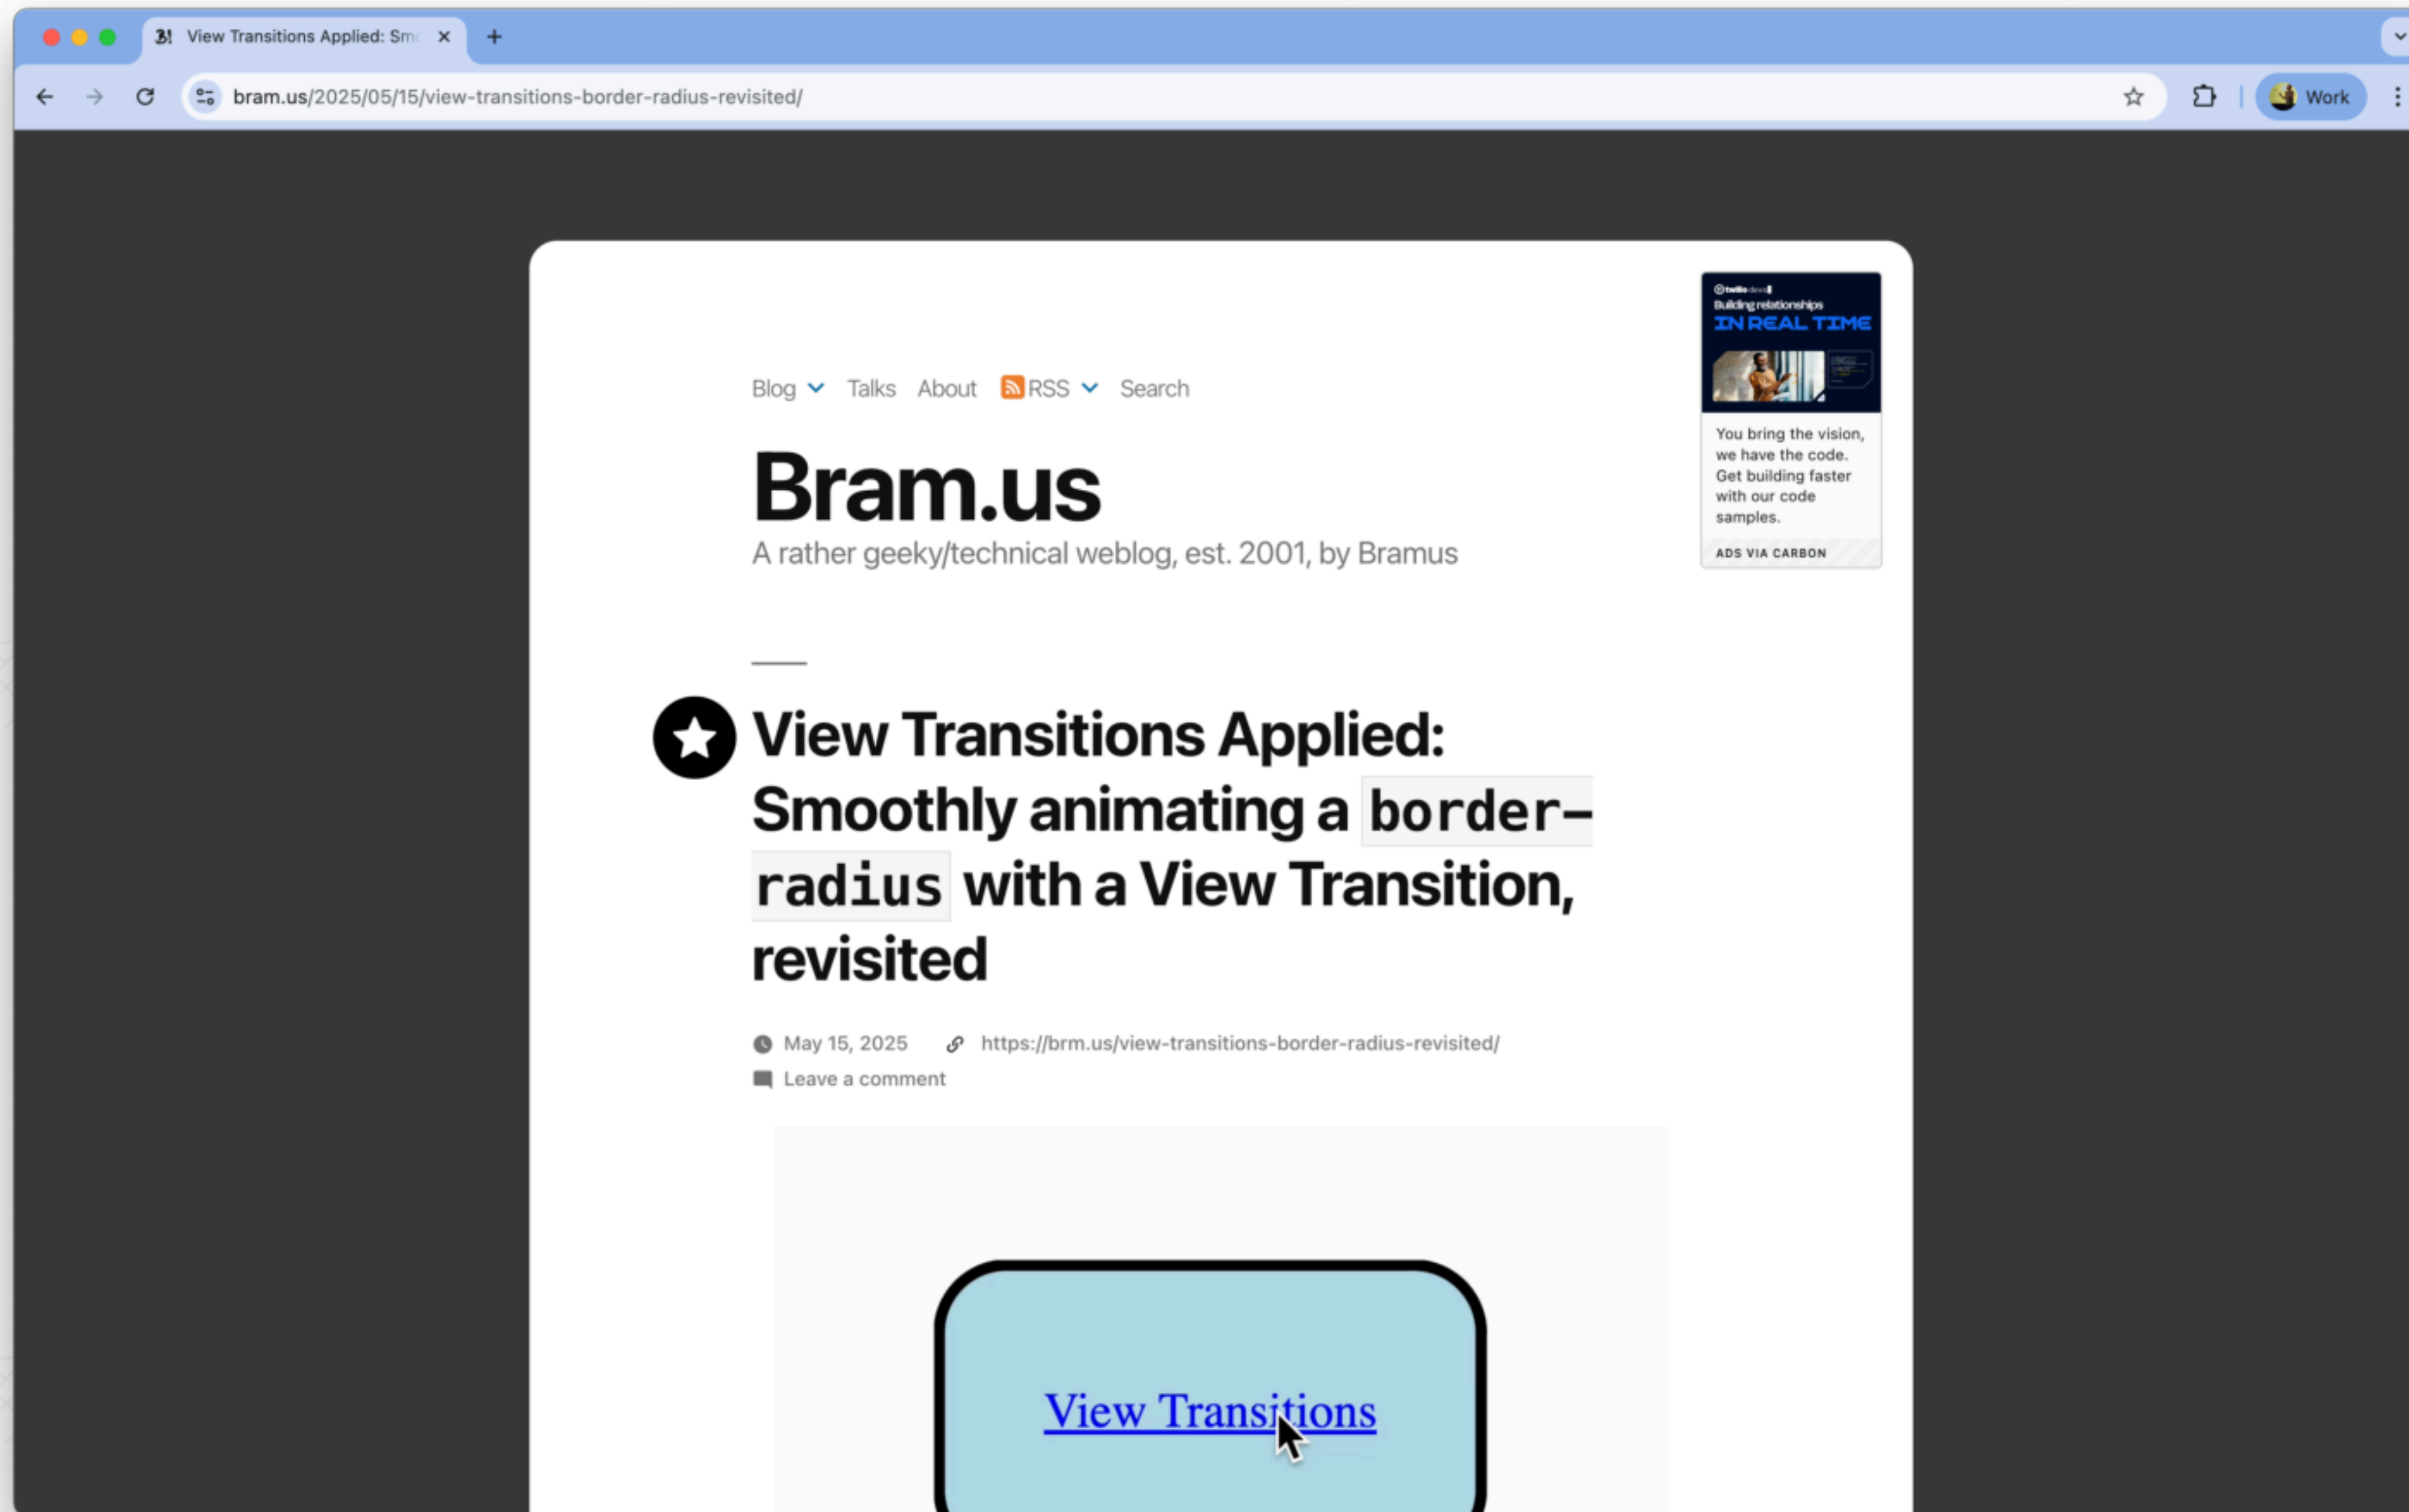 View Transitions Applied: Sm
bram.us/2025/05/15/view-transitions-border-radius-revisited/
Work
twilio devs
Building relationships
IN REAL TIME
You bring the vision,
we have the code.
Get building faster
with our code
samples.
ADS VIA CARBON
Blog Talks About RSS Search
Bram.us
A rather geeky/technical weblog, est. 2001, by Bramus
View Transitions Applied:
Smoothly animating a border-
radius with a View Transition,
revisited
May 15, 2025 https://brm.us/view-transitions-border-radius-revisited/
Leave a comment
View Transitions